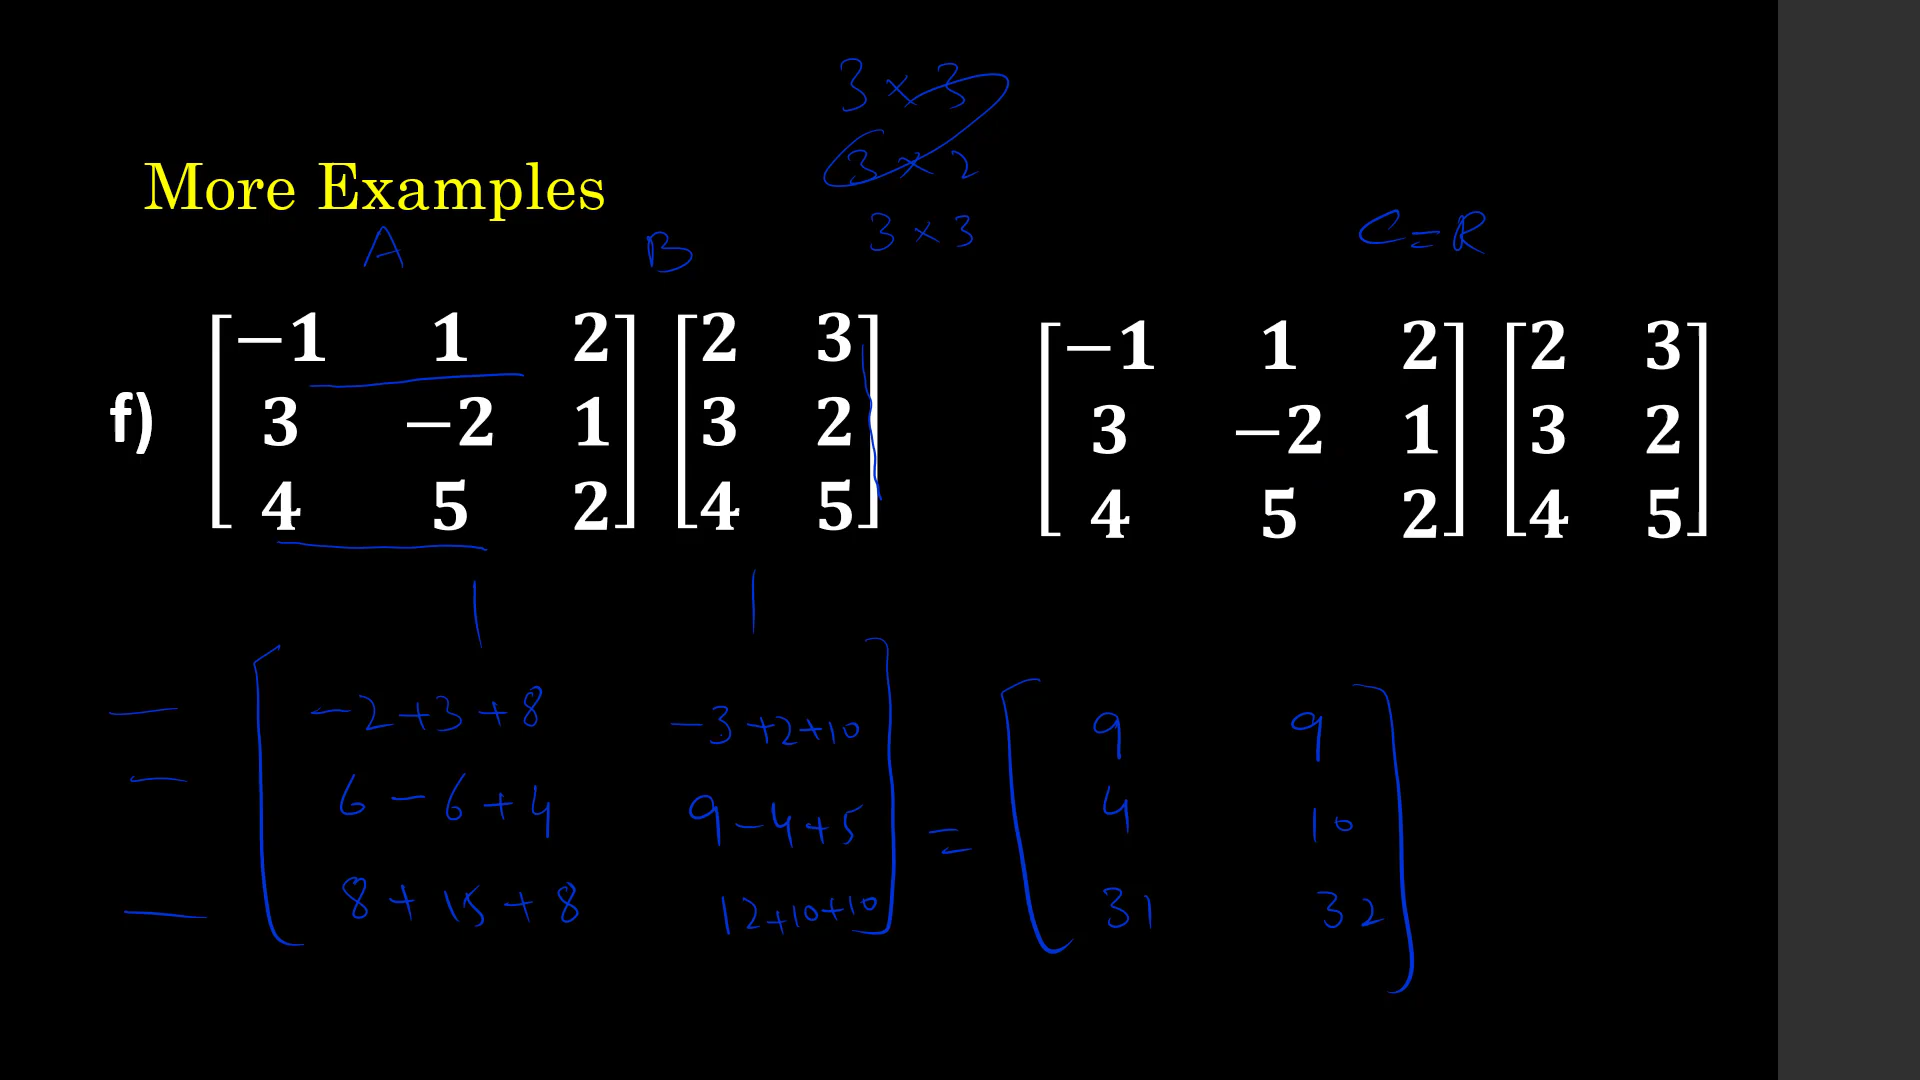 3 × 3
3 × 2
More Examples
3 × 3
A B C = R
−1 1 2 2 3 −1 1 2 2 3
f) 3 −2 1 3 2 3 −2 1 3 2
4 5 2 4 5 4 5 2 4 5
−2+3+8 −3+2+10 9 9
6−6+4 9−4+5 = 4 10
8+15+8 12+10+10 31 32